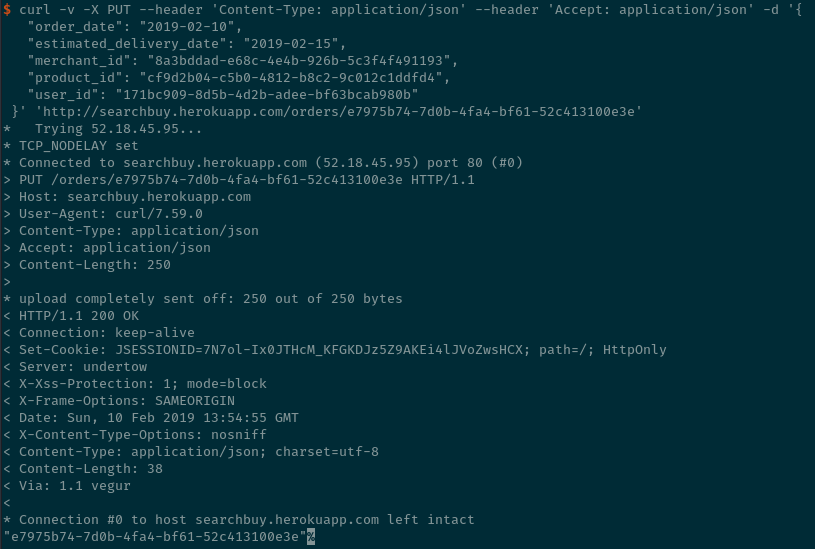 $ curl -v -X PUT --header 'Content-Type: application/json' --header 'Accept: application/json' -d '{
   "order_date": "2019-02-10",
   "estimated_delivery_date": "2019-02-15",
   "merchant_id": "8a3bddad-e68c-4e4b-926b-5c3f4f491193",
   "product_id": "cf9d2b04-c5b0-4812-b8c2-9c012c1ddfd4",
   "user_id": "171bc909-8d5b-4d2b-adee-bf63bcab980b"
 }' 'http://searchbuy.herokuapp.com/orders/e7975b74-7d0b-4fa4-bf61-52c413100e3e'
*   Trying 52.18.45.95...
* TCP_NODELAY set
* Connected to searchbuy.herokuapp.com (52.18.45.95) port 80 (#0)
> PUT /orders/e7975b74-7d0b-4fa4-bf61-52c413100e3e HTTP/1.1
> Host: searchbuy.herokuapp.com
> User-Agent: curl/7.59.0
> Content-Type: application/json
> Accept: application/json
> Content-Length: 250
>
* upload completely sent off: 250 out of 250 bytes
< HTTP/1.1 200 OK
< Connection: keep-alive
< Set-Cookie: JSESSIONID=7N7ol-Ix0JTHcM_KFGKDJz5Z9AKEi4lJVoZwsHCX; path=/; HttpOnly
< Server: undertow
< X-Xss-Protection: 1; mode=block
< X-Frame-Options: SAMEORIGIN
< Date: Sun, 10 Feb 2019 13:54:55 GMT
< X-Content-Type-Options: nosniff
< Content-Type: application/json; charset=utf-8
< Content-Length: 38
< Via: 1.1 vegur
<
* Connection #0 to host searchbuy.herokuapp.com left intact
"e7975b74-7d0b-4fa4-bf61-52c413100e3e"%